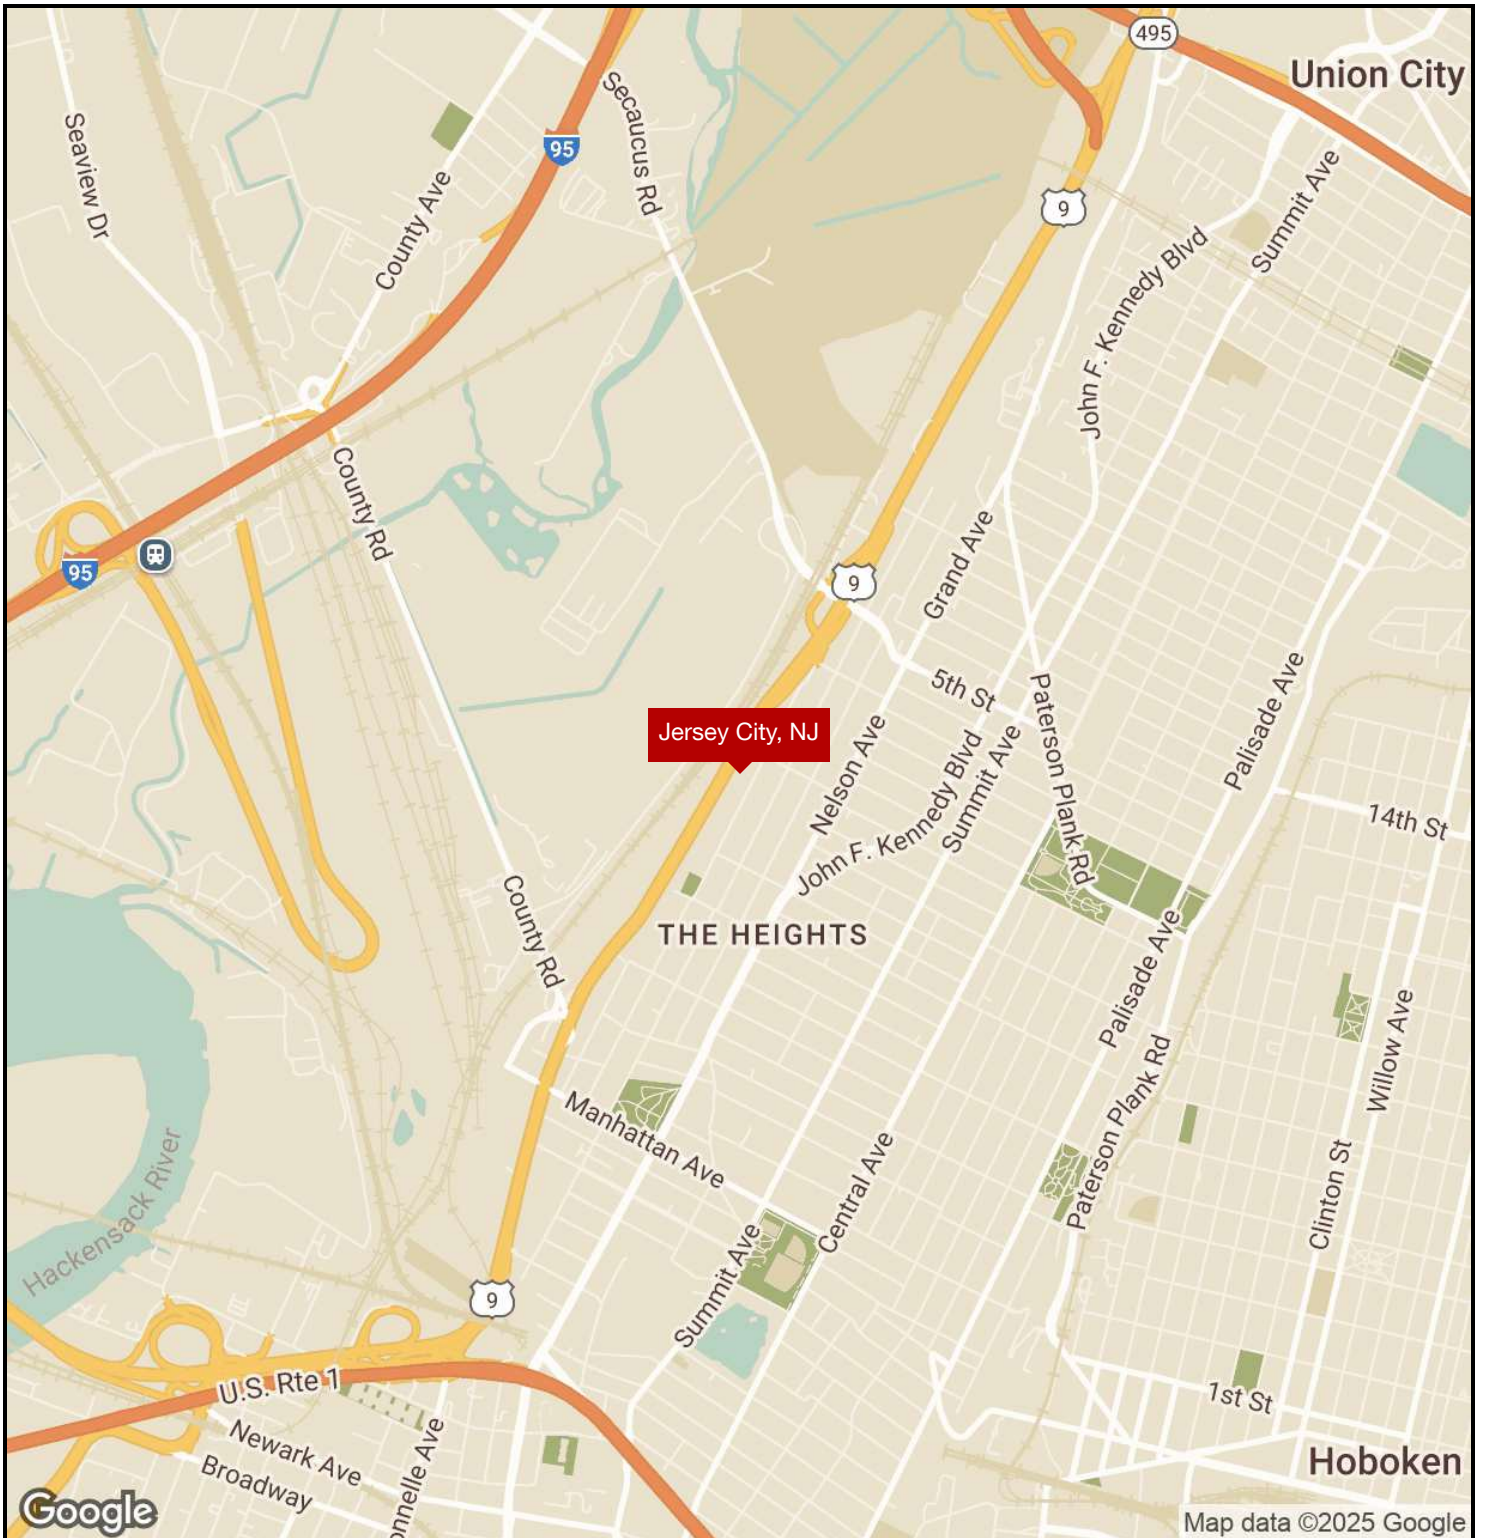 495
Union City
Seaview Dr
95
Secaucus Rd
County Ave
9
Summit Ave
John F. Kennedy Blvd
County Rd
95
Grand Ave
9
5th St
Paterson Plank Rd
Palisade Ave
Jersey City, NJ
Nelson Ave
John F. Kennedy Blvd
Summit Ave
14th St
County Rd
THE HEIGHTS
Palisade Ave
Willow Ave
Paterson Plank Rd
Manhattan Ave
Central Ave
Clinton St
Hackensack River
Summit Ave
9
U.S. Rte 1
1st St
Newark Ave
Broadway
onnelle Ave
Hoboken
Google
Map data ©2025 Google